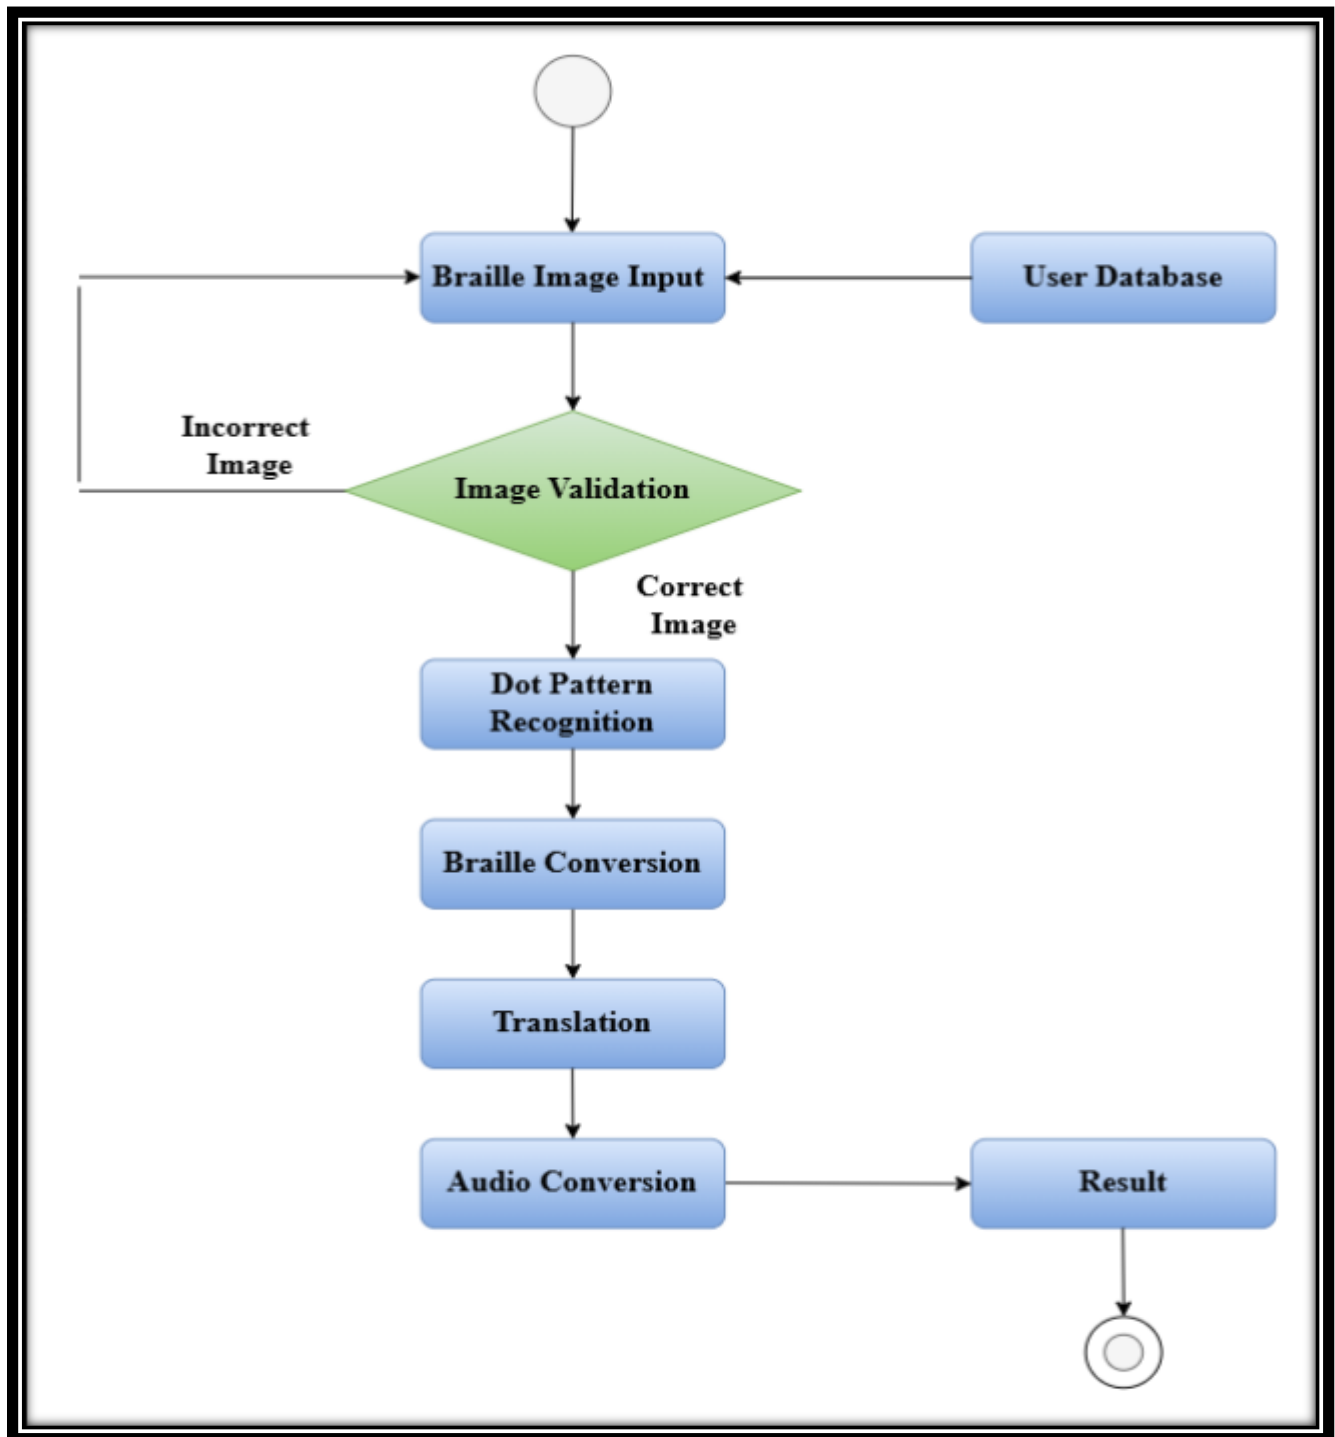 Braille Image Input
User Database
Incorrect
Image
Image Validation
Correct
Image
Dot Pattern
Recognition
Braille Conversion
Translation
Audio Conversion
Result